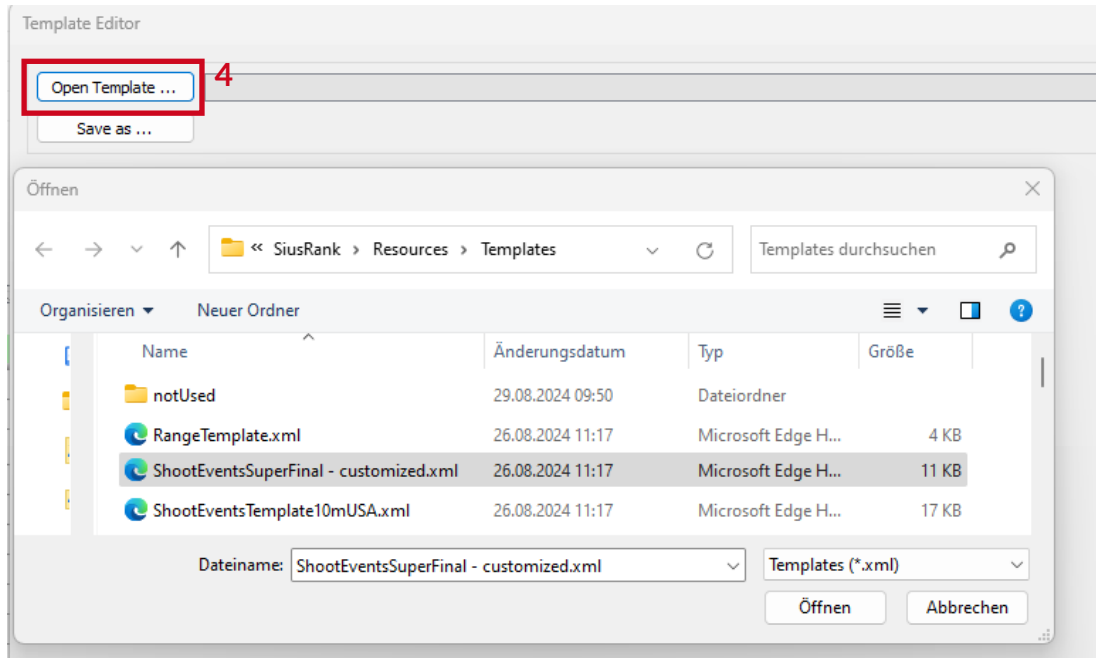 Template Editor
Open Template ... 4
Save as ...
Öffnen
« SiusRank > Resources > Templates
Templates durchsuchen
Organisieren Neuer Ordner
Name Änderungsdatum Typ Größe
notUsed 29.08.2024 09:50 Dateiordner
RangeTemplate.xml 26.08.2024 11:17 Microsoft Edge H... 4 KB
ShootEventsSuperFinal - customized.xml 26.08.2024 11:17 Microsoft Edge H... 11 KB
ShootEventsTemplate10mUSA.xml 26.08.2024 11:17 Microsoft Edge H... 17 KB
Dateiname: ShootEventsSuperFinal - customized.xml Templates (*.xml)
Öffnen Abbrechen